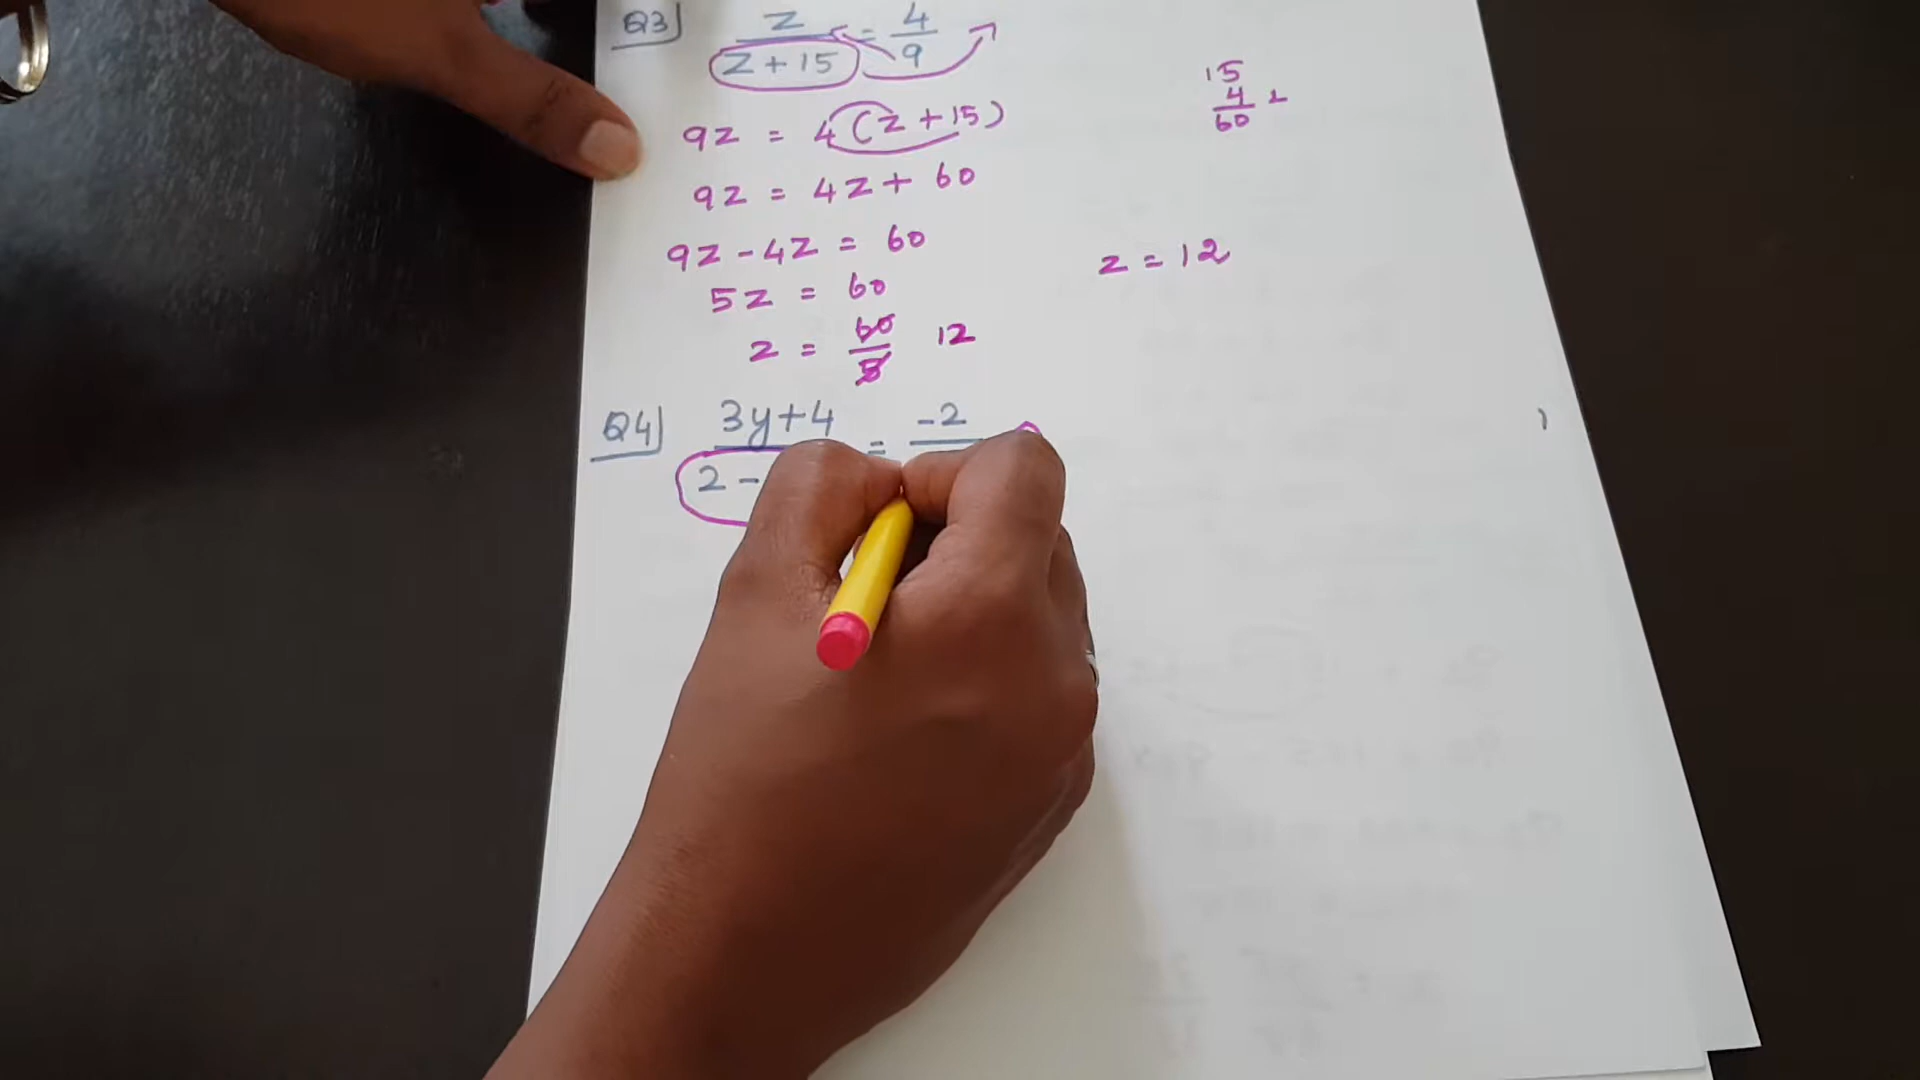 Q3] z/z + 15 = 4/9
9z = 4(z + 15)
15
4 2
60
9z = 4z + 60
9z - 4z = 60
z = 12
5z = 60
z = 60/5 12
Q4] 3y+4/2 - = -2